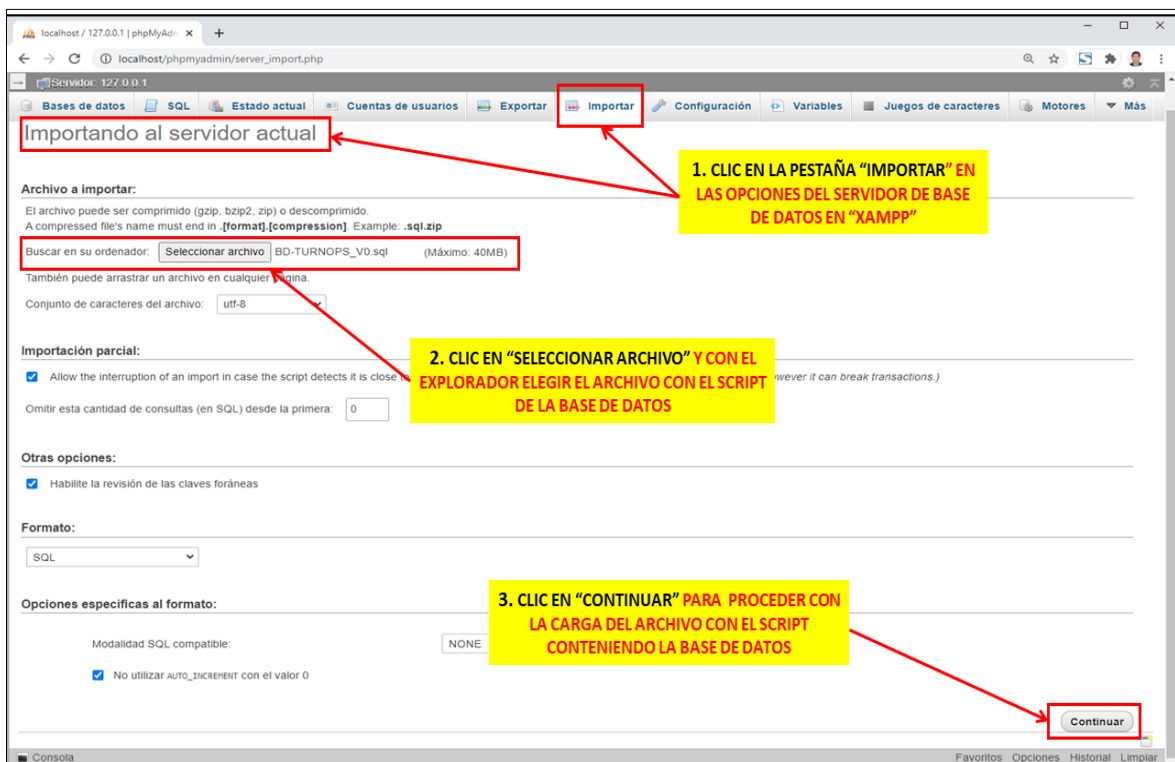 localhost / 127.0.0.1 | phpMyAdm
localhost/phpmyadmin/server_import.php
Servidor: 127.0.0.1
Bases de datos SQL Estado actual Cuentas de usuarios Exportar Importar Configuración Variables Juegos de caracteres Motores Más
Importando al servidor actual
1. CLIC EN LA PESTAÑA “IMPORTAR” EN
LAS OPCIONES DEL SERVIDOR DE BASE
DE DATOS EN “XAMPP”
Archivo a importar:
El archivo puede ser comprimido (gzip, bzip2, zip) o descomprimido.
A compressed file's name must end in .[format].[compression]. Example: .sql.zip
Buscar en su ordenador: Seleccionar archivo BD-TURNOPS_V0.sql (Máximo: 40MB)
También puede arrastrar un archivo en cualquier página.
Conjunto de caracteres del archivo: utf-8
2. CLIC EN “SELECCIONAR ARCHIVO” Y CON EL
EXPLORADOR ELEGIR EL ARCHIVO CON EL SCRIPT
DE LA BASE DE DATOS
Importación parcial:
Allow the interruption of an import in case the script detects it is close to wever it can break transactions.)
Omitir esta cantidad de consultas (en SQL) desde la primera: 0
Otras opciones:
Habilite la revisión de las claves foráneas
Formato:
SQL
3. CLIC EN “CONTINUAR” PARA PROCEDER CON
LA CARGA DEL ARCHIVO CON EL SCRIPT
CONTENIENDO LA BASE DE DATOS
Opciones específicas al formato:
Modalidad SQL compatible: NONE
No utilizar AUTO_INCREMENT con el valor 0
Continuar
Consola Favoritos Opciones Historial Limpiar